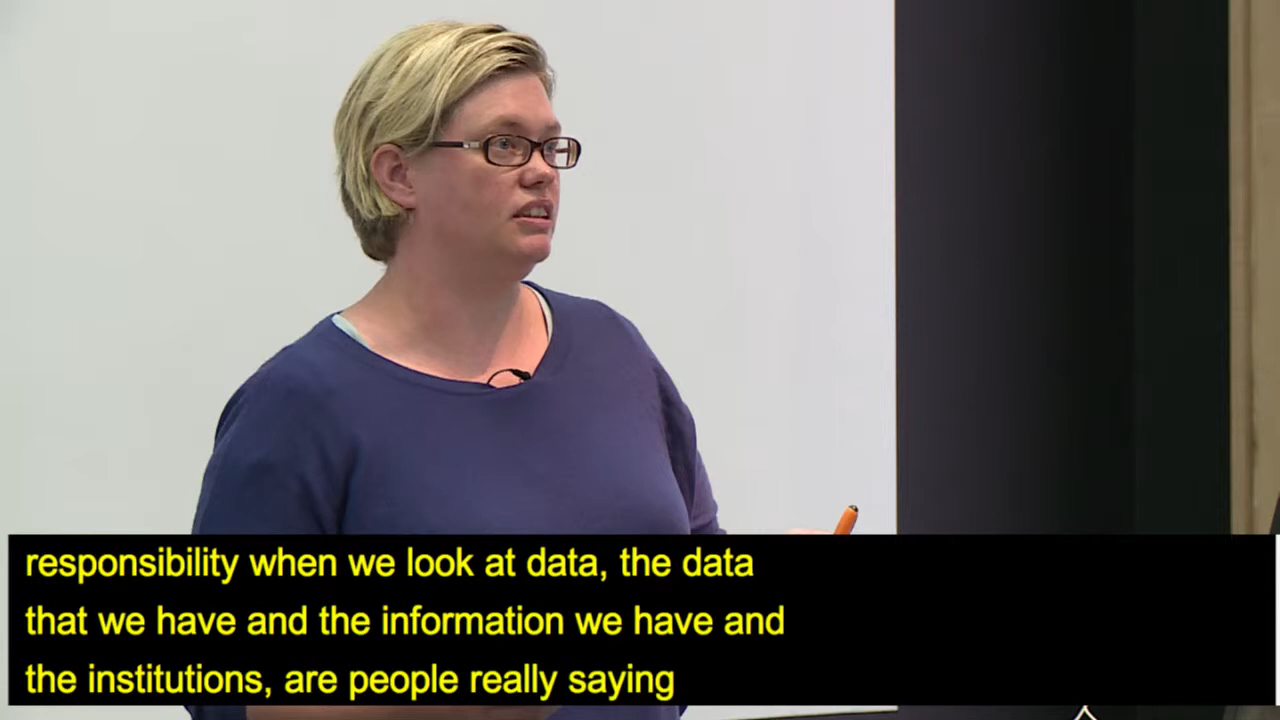 responsibility when we look at data, the data
that we have and the information we have and
the institutions, are people really saying